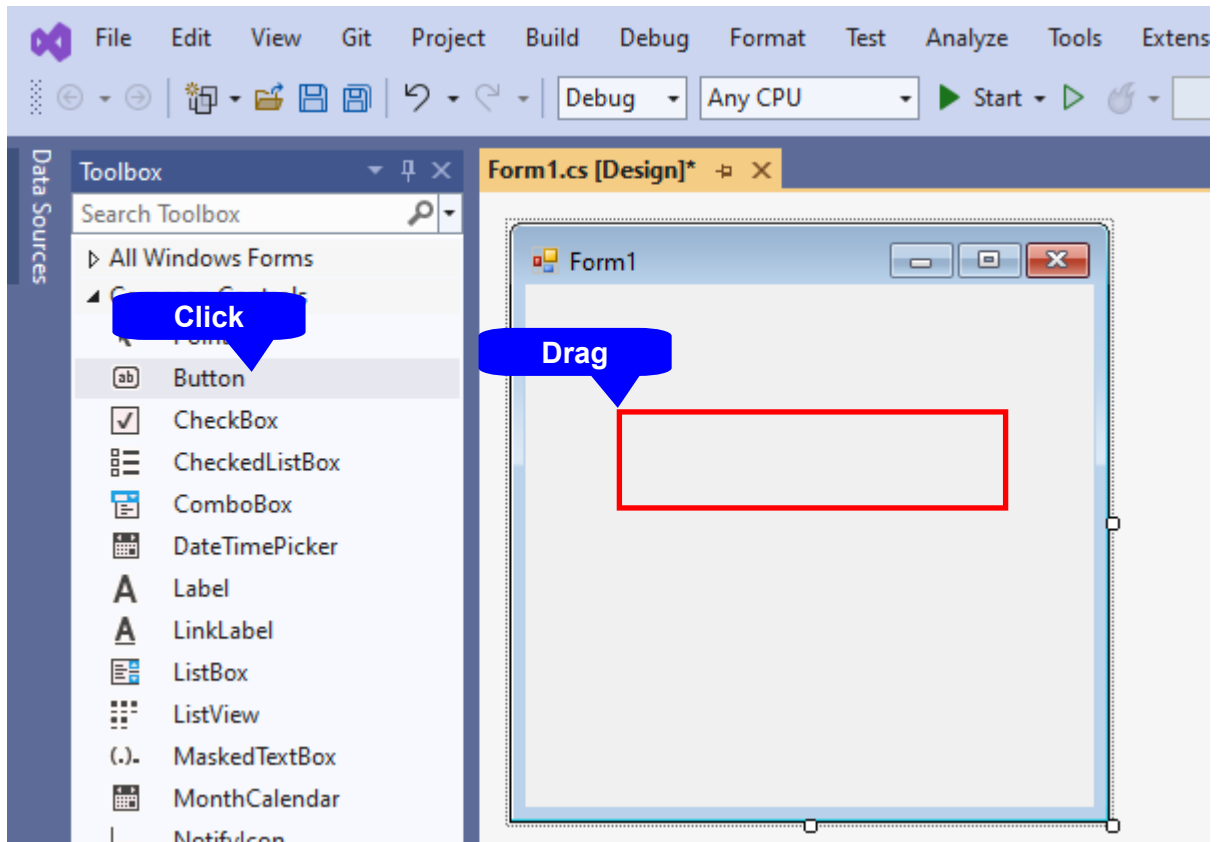 File Edit View Git Project Build Debug Format Test Analyze Tools Extens
Debug Any CPU Start
Data Sources
Toolbox
Form1.cs [Design]*
Search Toolbox
All Windows Forms
Form1
Click
Drag
Button
CheckBox
CheckedListBox
ComboBox
DateTimePicker
Label
LinkLabel
ListBox
ListView
MaskedTextBox
MonthCalendar